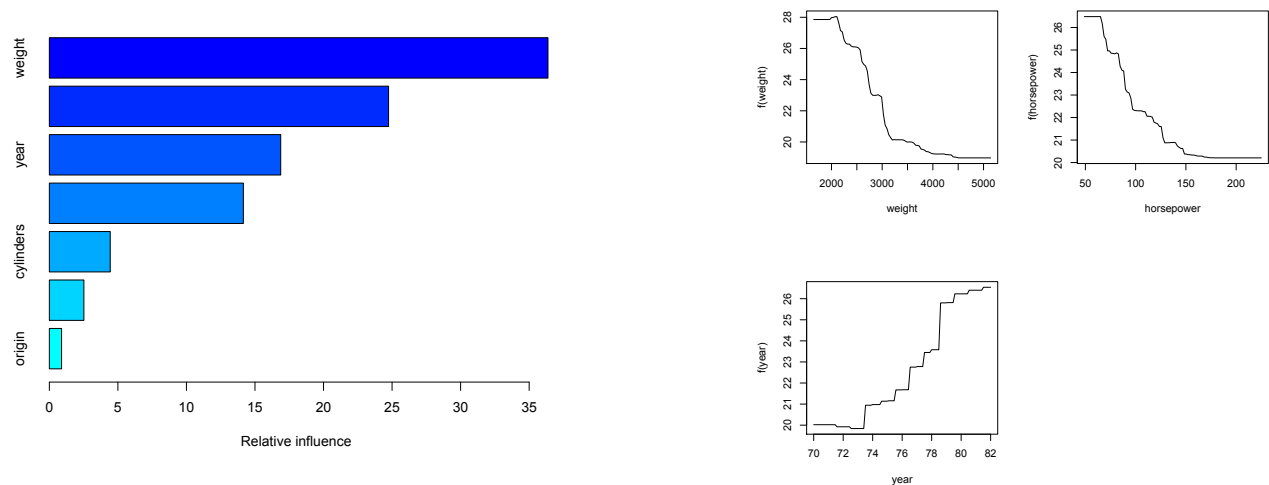 weight
year
cylinders
origin
0 5 10 15 20 25 30 35
Relative influence
f(weight)
28
26
24
22
20
2000 3000 4000 5000
weight
f(horsepower)
26
25
24
23
22
21
20
50 100 150 200
horsepower
f(year)
26
25
24
23
22
21
20
70 72 74 76 78 80 82
year